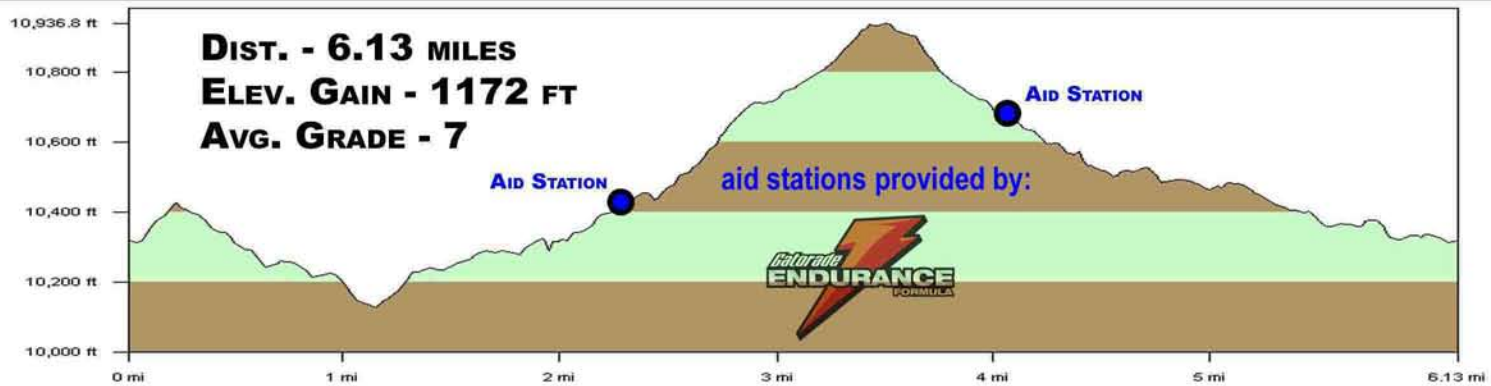 10,936.8 ft
DIST. - 6.13 MILES
10,800 ft
ELEV. GAIN - 1172 FT
AID STATION
AVG. GRADE - 7
10,600 ft
AID STATION
aid stations provided by:
10,400 ft
Gatorade
ENDURANCE
FORMULA
10,200 ft
10,000 ft
0 mi 1 mi 2 mi 3 mi 4 mi 5 mi 6.13 mi